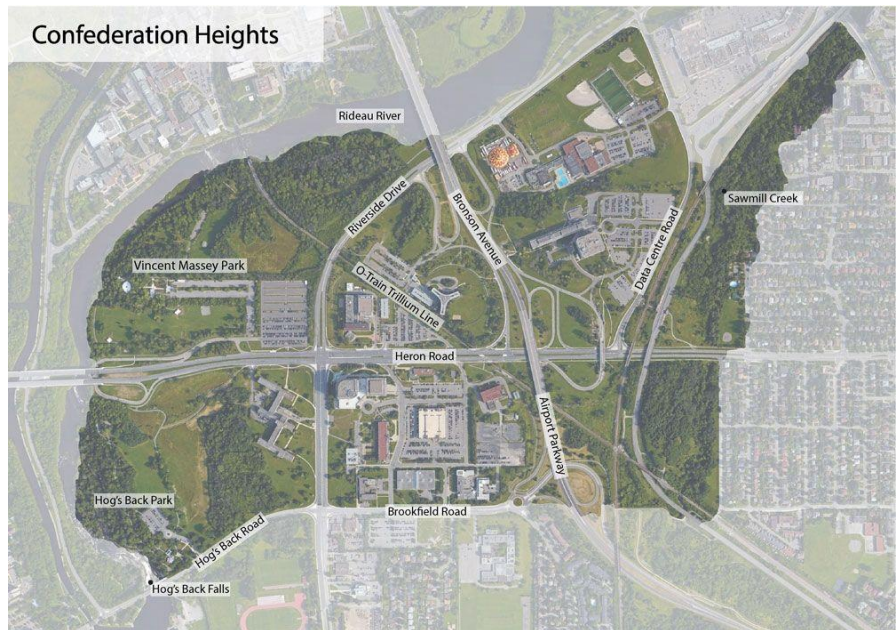 Confederation Heights
Rideau River
Riverside Drive
Bronson Avenue
Sawmill Creek
Data Centre Road
Vincent Massey Park
O-Train Trillium Line
Heron Road
Airport Parkway
Hog's Back Park
Brookfield Road
Hog's Back Road
Hog's Back Falls